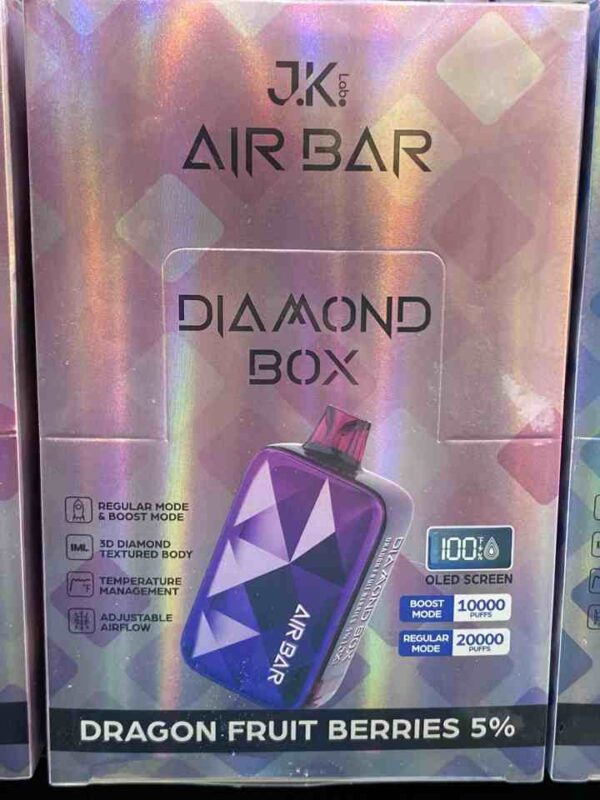 J.K. Lab.
AIR BAR
DIAMOND
BOX
REGULAR MODE
& BOOST MODE
IML
3D DIAMOND
TEXTURED BODY
°F
TEMPERATURE
MANAGEMENT
ADJUSTABLE
AIRFLOW
AIR BAR
DIAMOND BOX
100%
OLED SCREEN
BOOST
MODE
10000
PUFFS
REGULAR
MODE
20000
PUFFS
DRAGON FRUIT BERRIES 5%